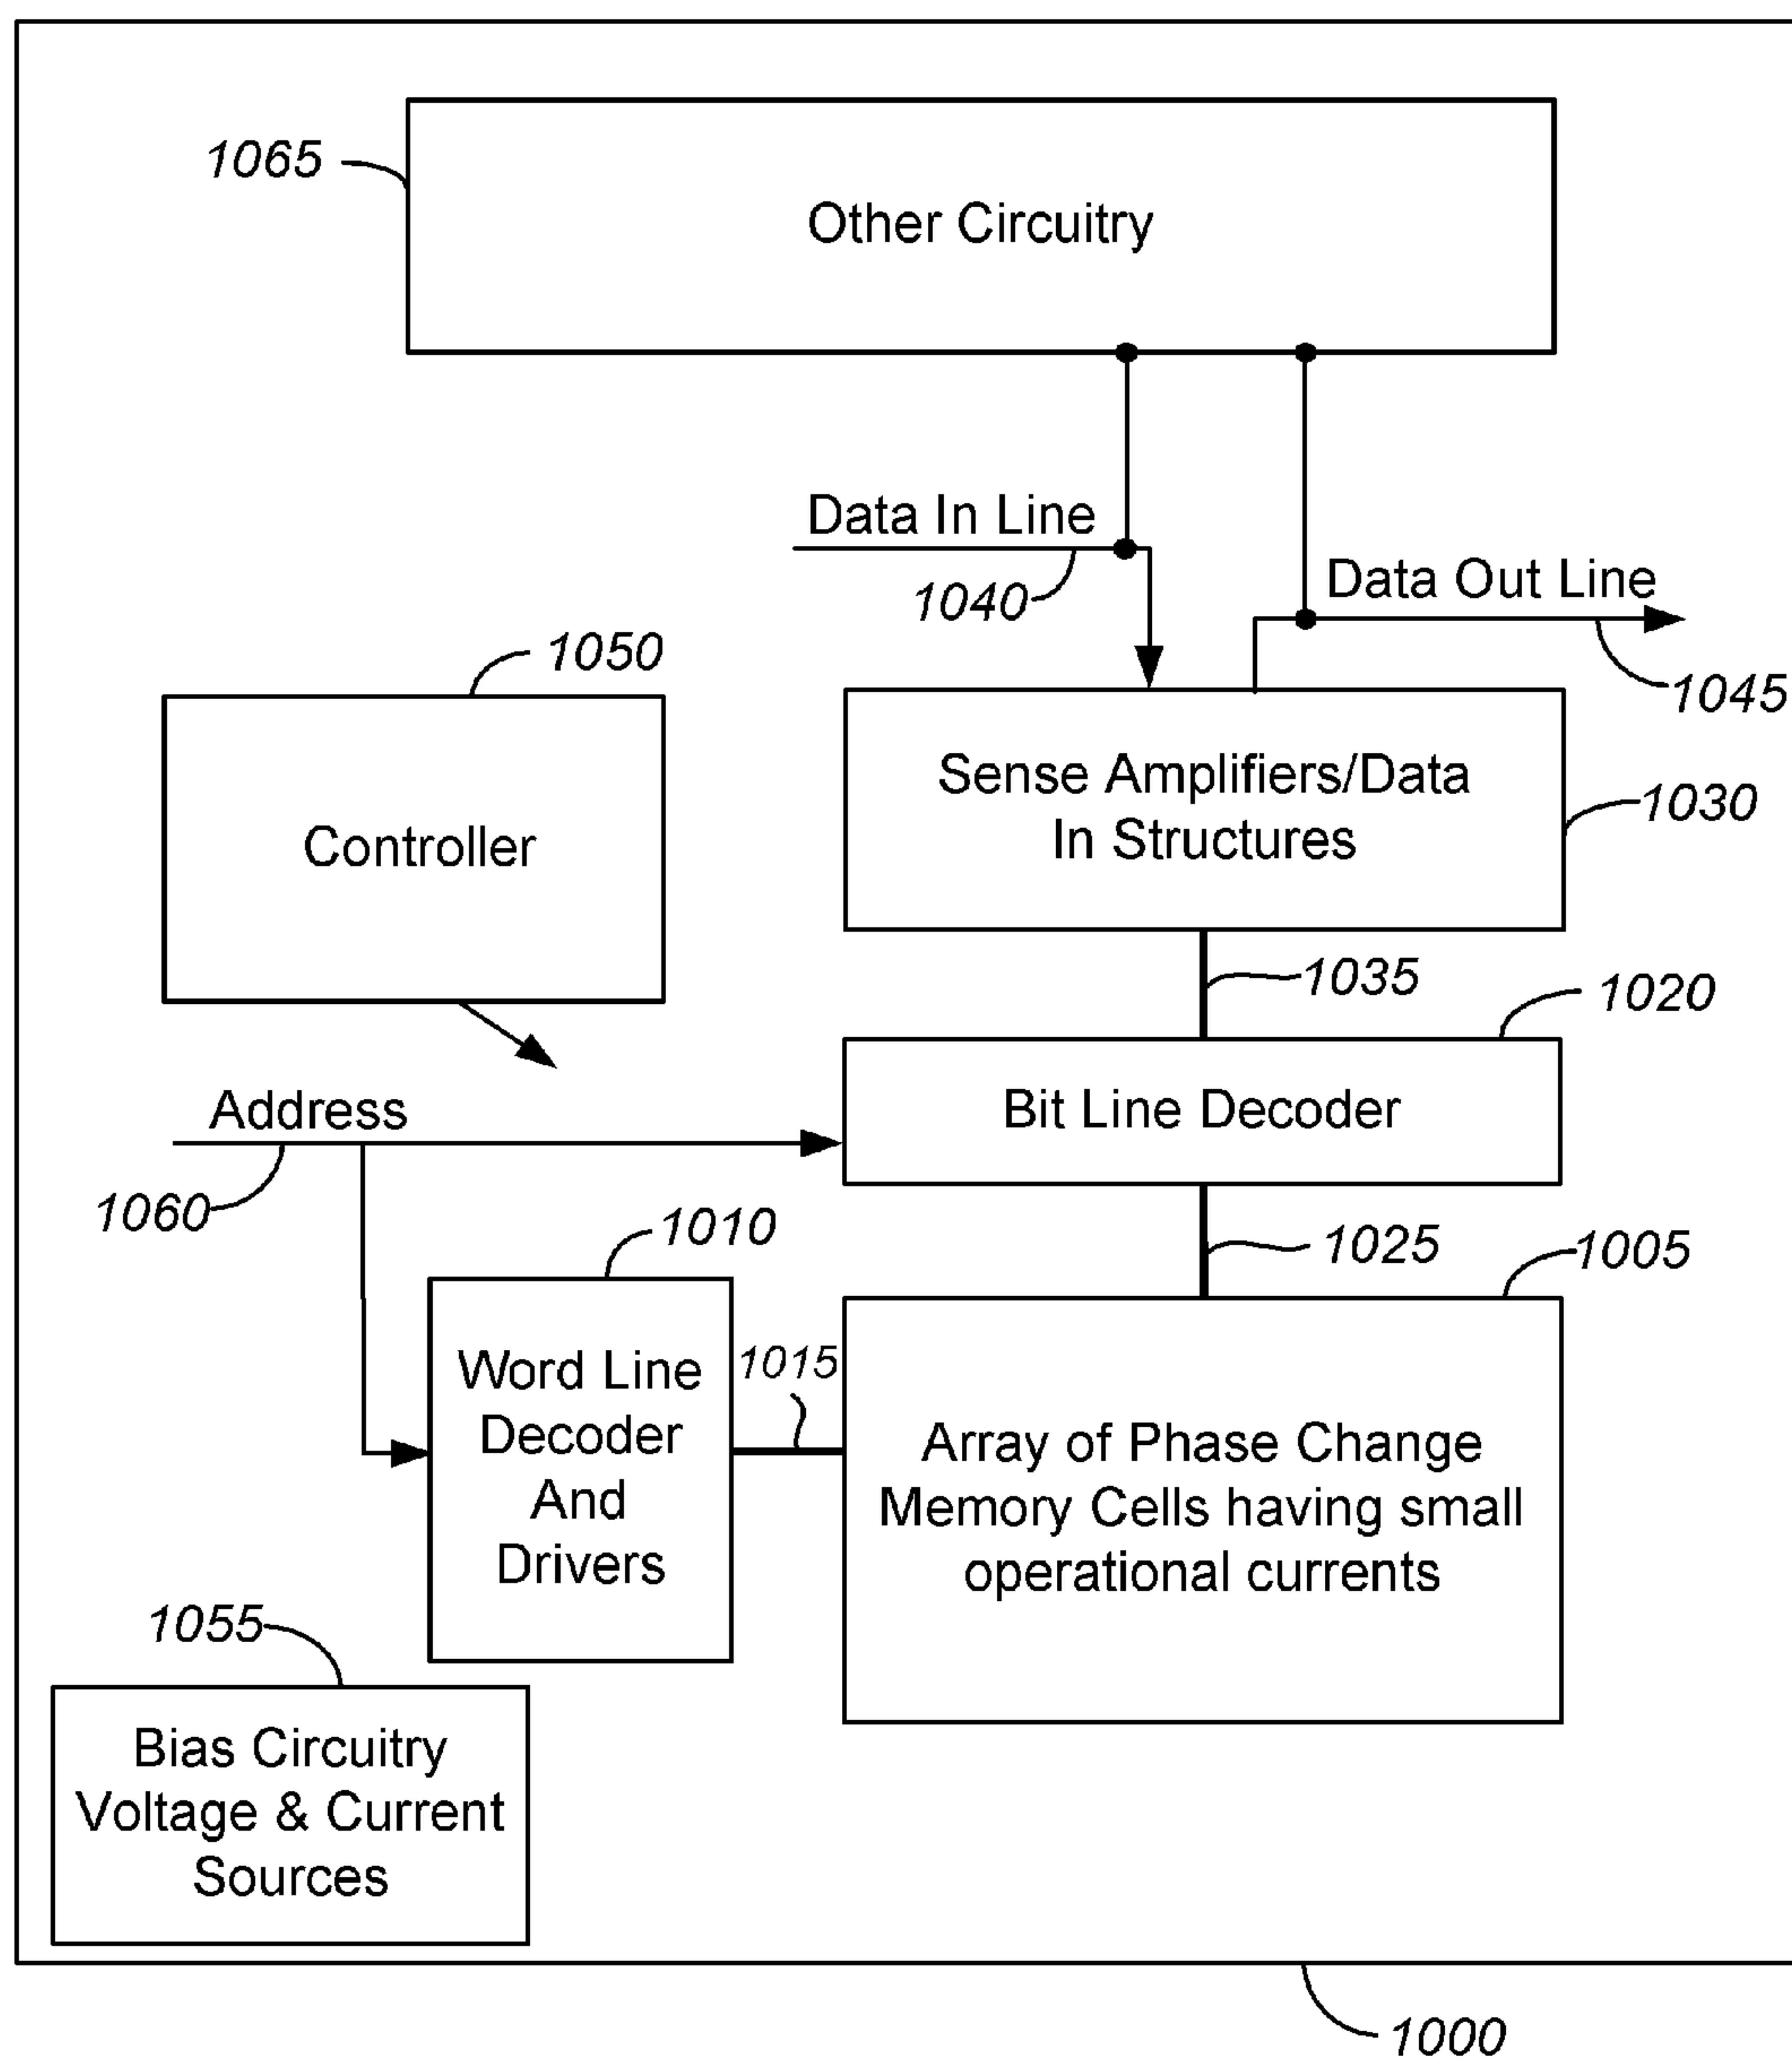 1065
Other Circuitry
Data In Line
1040
Data Out Line
1045
1050
Controller
Sense Amplifiers/Data
In Structures
1030
1035
1020
Bit Line Decoder
Address
1060
1010
1025
1005
Word Line
Decoder
And
Drivers
1015
Array of Phase Change
Memory Cells having small
operational currents
1055
Bias Circuitry
Voltage & Current
Sources
1000